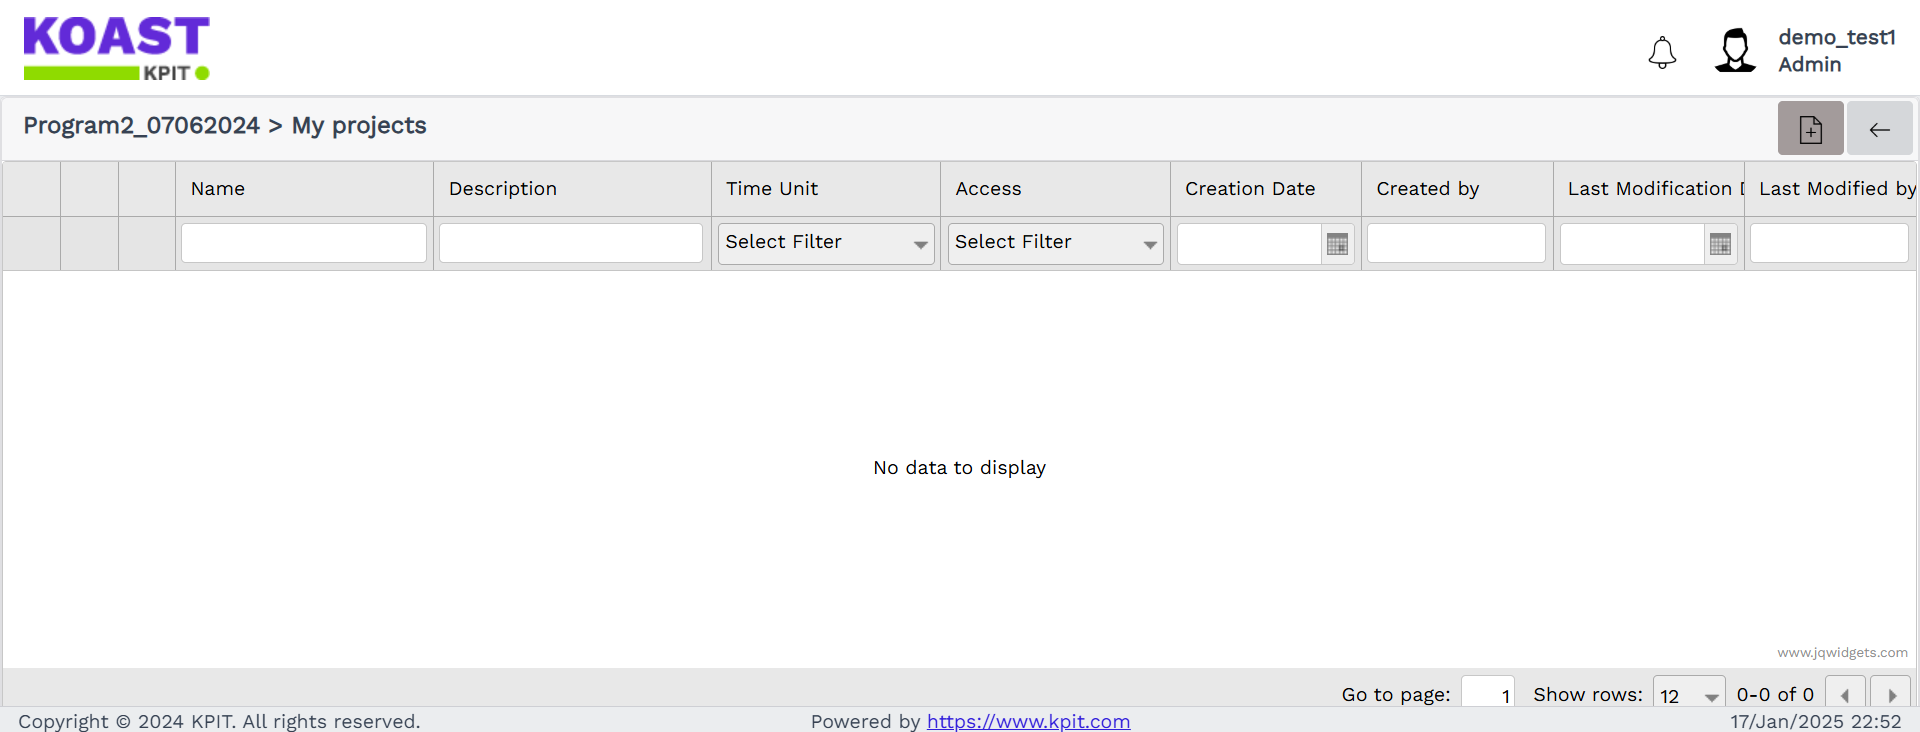 KOAST
KPIT
demo_test1
Admin
Program2_07062024 > My projects
Name Description Time Unit Access Creation Date Created by Last Modification D Last Modified by
Select Filter Select Filter
No data to display
www.jqwidgets.com
Go to page: 1 Show rows: 12 0-0 of 0
Copyright © 2024 KPIT. All rights reserved. Powered by https://www.kpit.com 17/Jan/2025 22:52